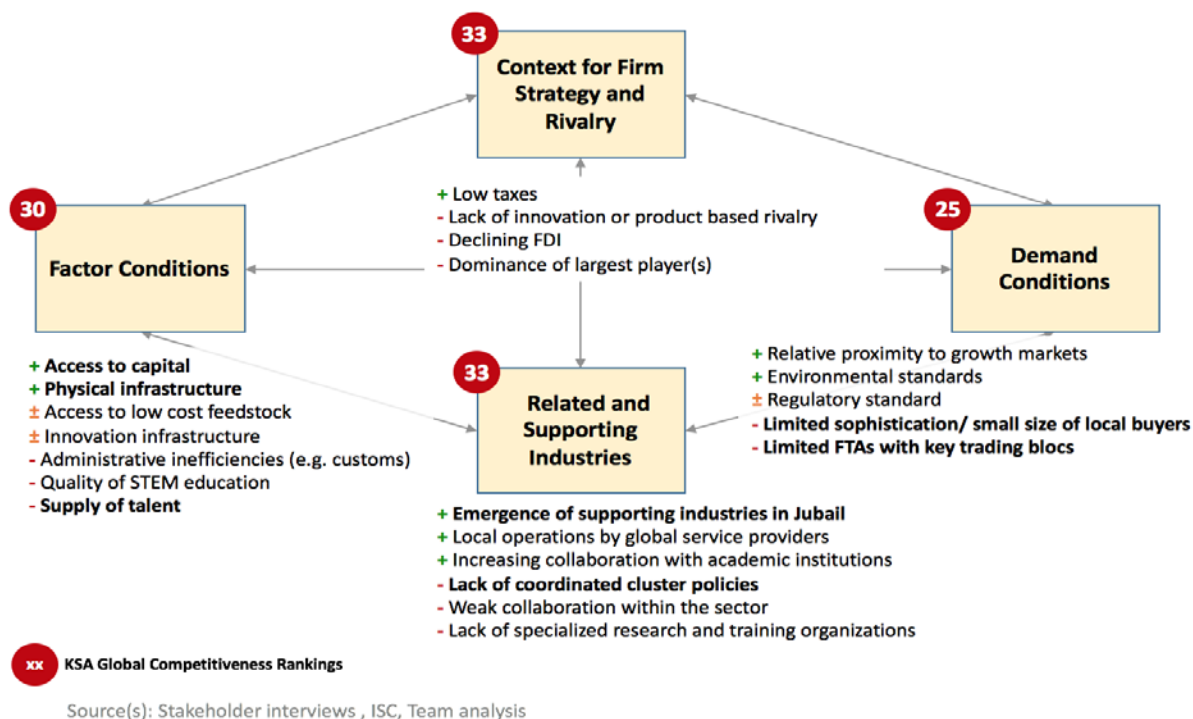 33
Context for Firm
Strategy and
Rivalry
+ Low taxes
- Lack of innovation or product based rivalry
- Declining FDI
- Dominance of largest player(s)
30
Factor Conditions
+ Access to capital
+ Physical infrastructure
± Access to low cost feedstock
± Innovation infrastructure
- Administrative inefficiencies (e.g. customs)
- Quality of STEM education
- Supply of talent
25
Demand
Conditions
+ Relative proximity to growth markets
+ Environmental standards
± Regulatory standard
- Limited sophistication/ small size of local buyers
- Limited FTAs with key trading blocs
33
Related and
Supporting
Industries
+ Emergence of supporting industries in Jubail
+ Local operations by global service providers
+ Increasing collaboration with academic institutions
- Lack of coordinated cluster policies
- Weak collaboration within the sector
- Lack of specialized research and training organizations
xx KSA Global Competitiveness Rankings
Source(s): Stakeholder interviews , ISC, Team analysis